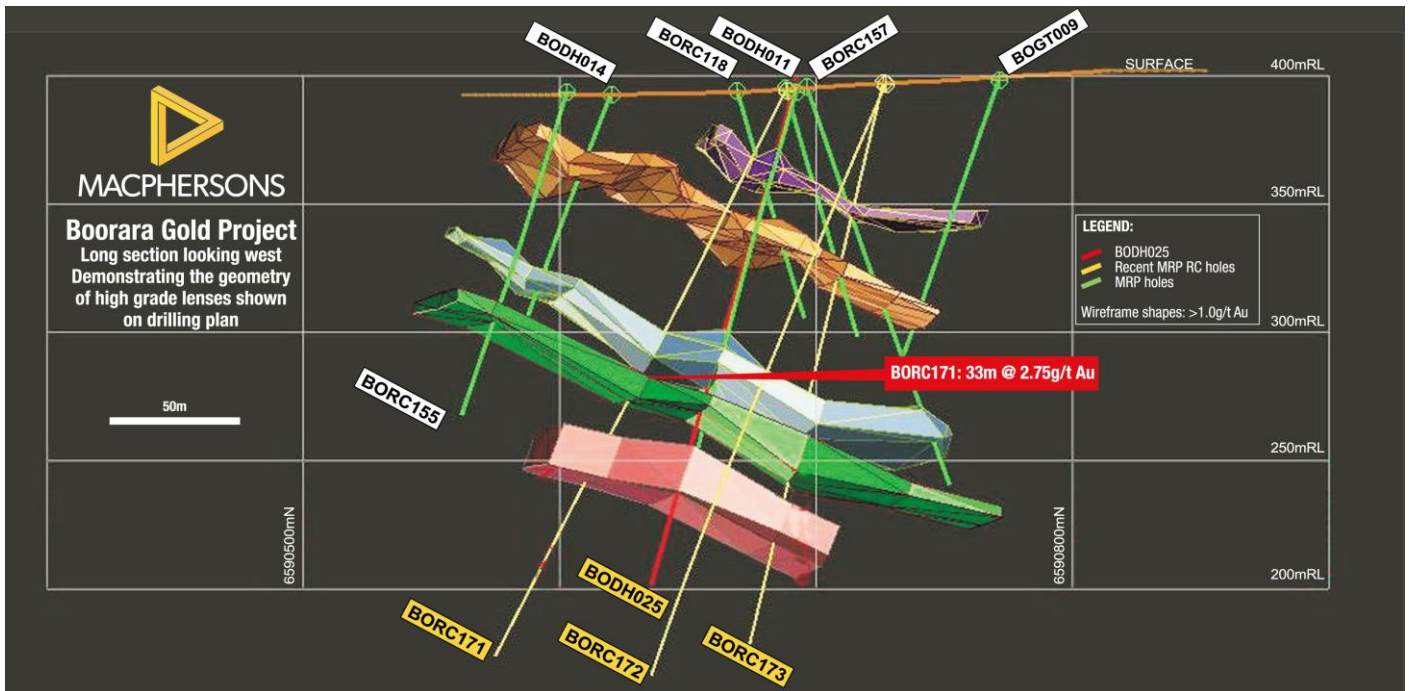 BODH014
BORC118
BODH011
BORC157
BOGT009
SURFACE
400mRL
MACPHERSONS
Boorara Gold Project
Long section looking west
Demonstrating the geometry
of high grade lenses shown
on drilling plan
350mRL
LEGEND:
BODH025
Recent MRP RC holes
MRP holes
Wireframe shapes: >1.0g/t Au
300mRL
BORC171: 33m @ 2.75g/t Au
50m
BORC155
250mRL
6590500mN
6590800mN
200mRL
BODH025
BORC171
BORC172
BORC173